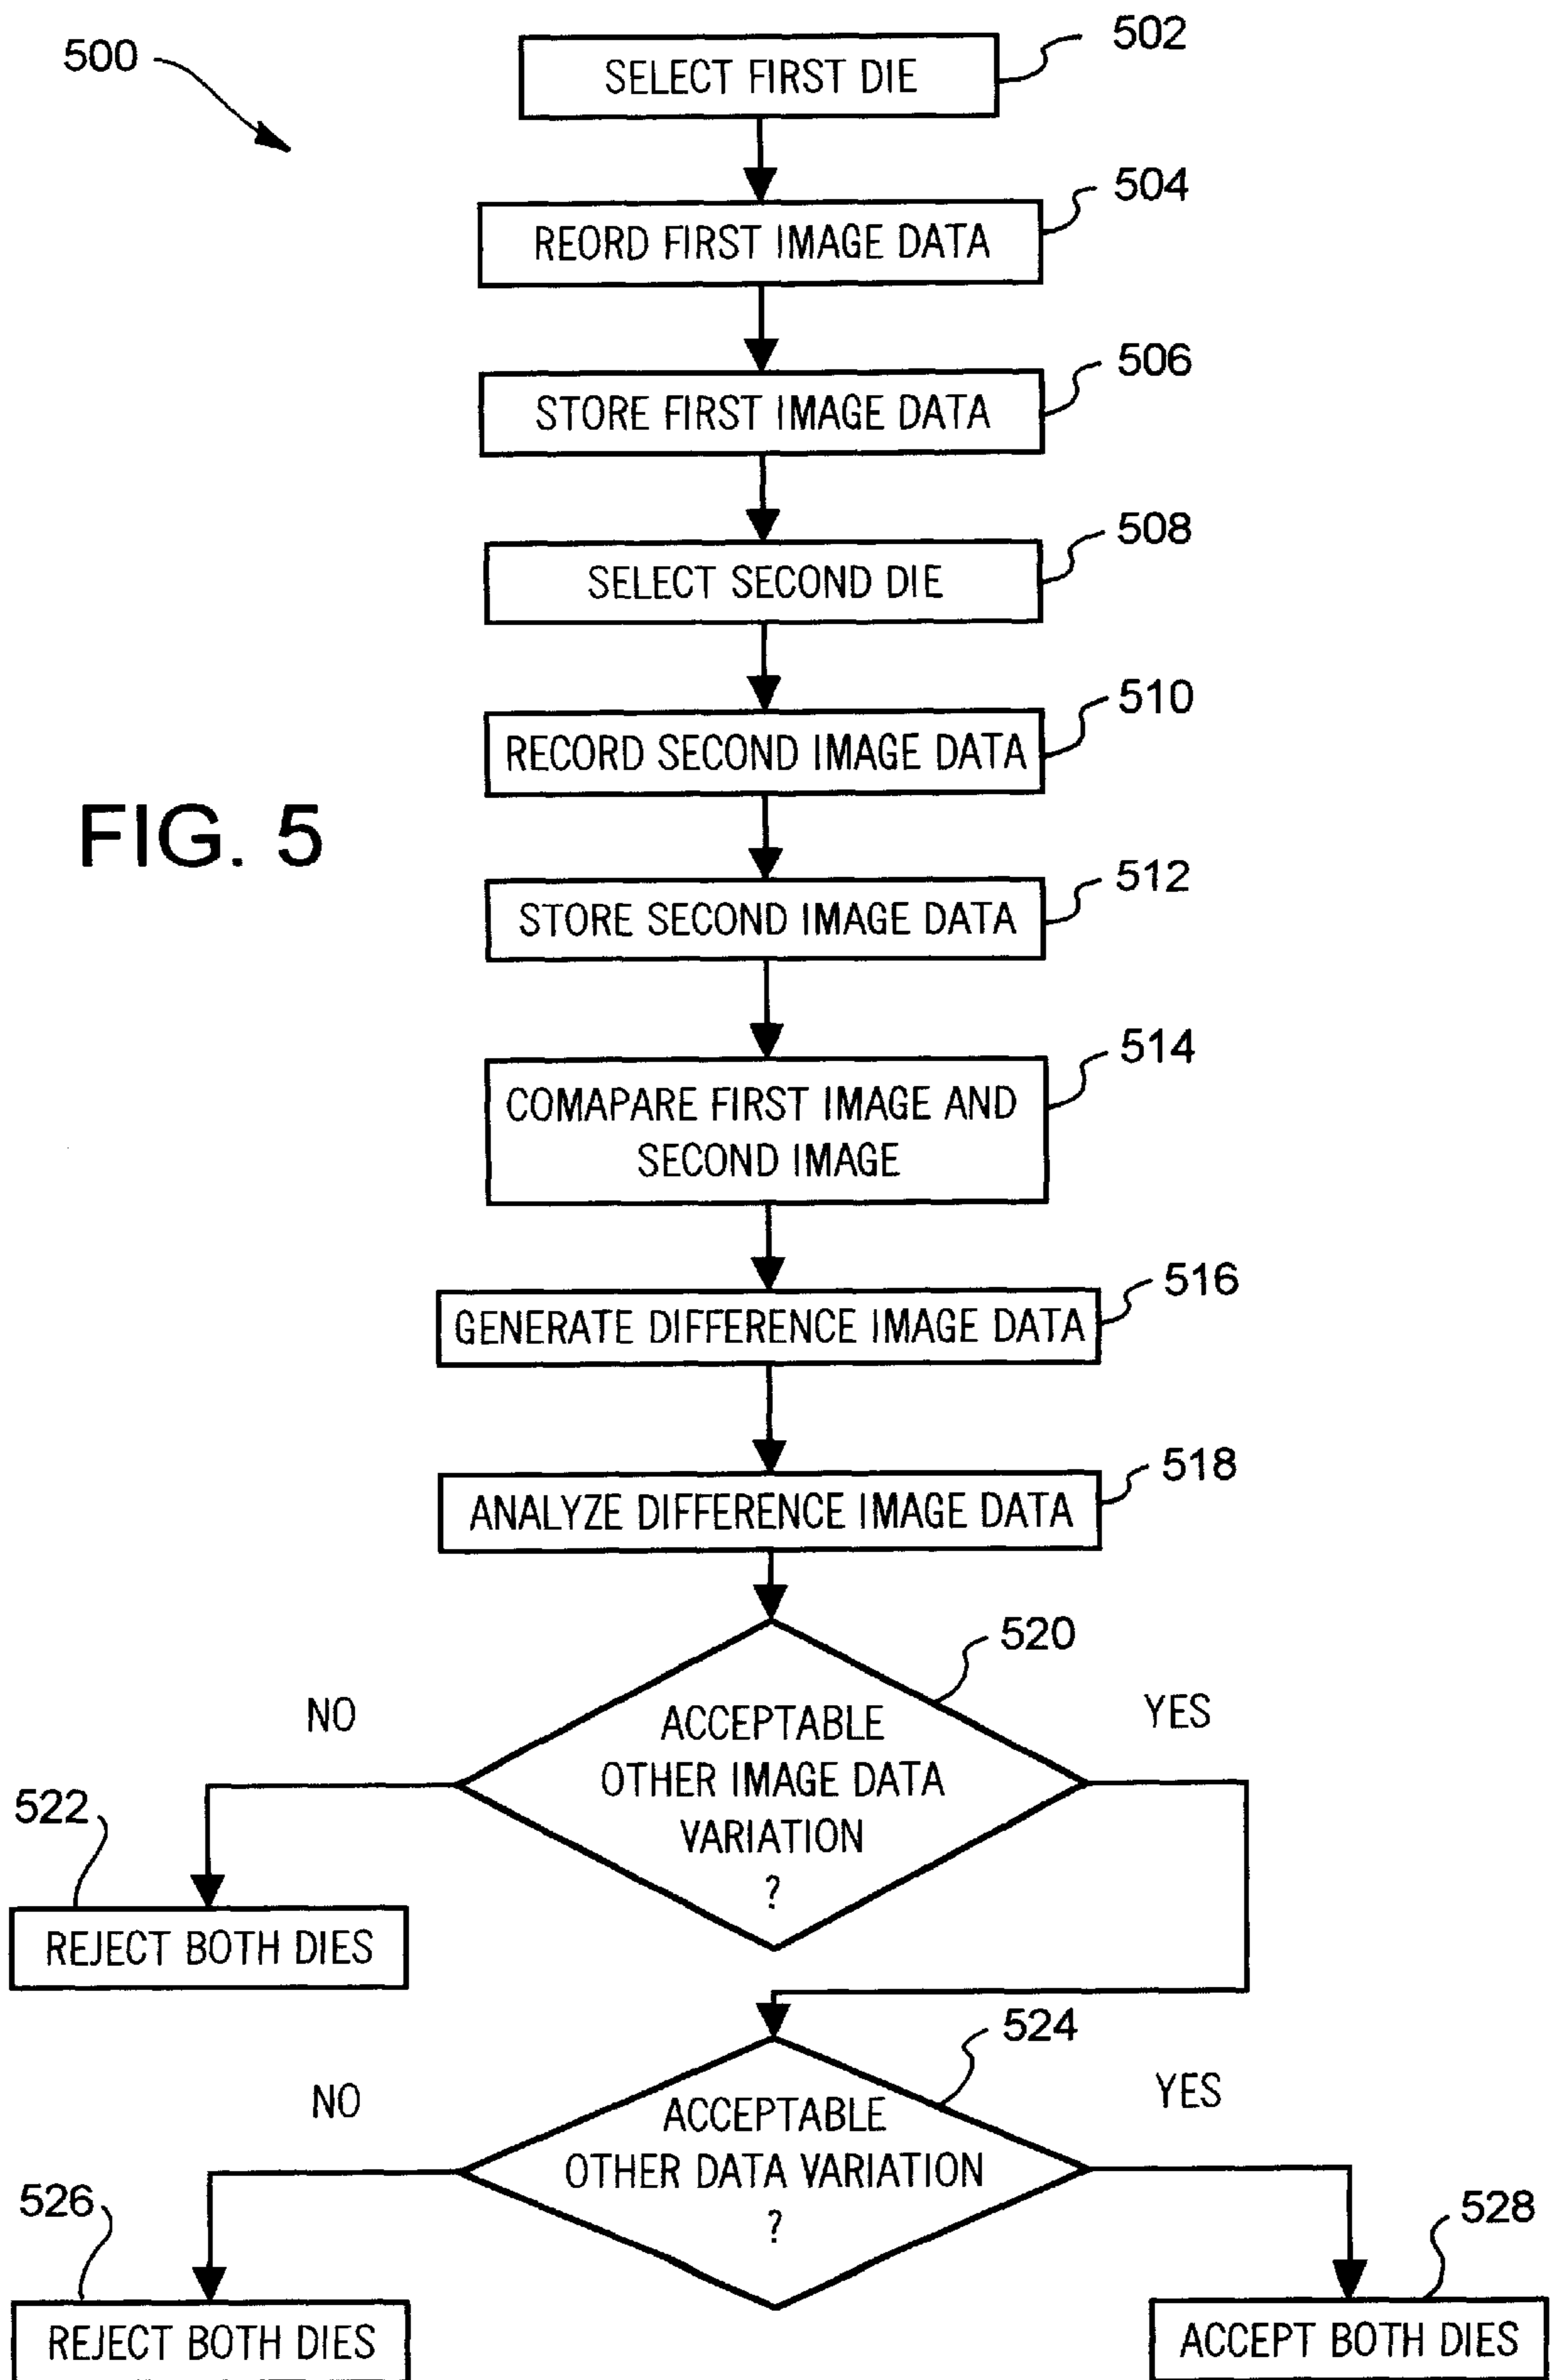 500
502
SELECT FIRST DIE
504
REORD FIRST IMAGE DATA
506
STORE FIRST IMAGE DATA
508
SELECT SECOND DIE
510
RECORD SECOND IMAGE DATA
FIG. 5
512
STORE SECOND IMAGE DATA
514
COMAPARE FIRST IMAGE AND
SECOND IMAGE
516
GENERATE DIFFERENCE IMAGE DATA
518
ANALYZE DIFFERENCE IMAGE DATA
520
NO
YES
ACCEPTABLE
OTHER IMAGE DATA
VARIATION
?
522
REJECT BOTH DIES
524
NO
YES
ACCEPTABLE
OTHER DATA VARIATION
?
526
REJECT BOTH DIES
528
ACCEPT BOTH DIES